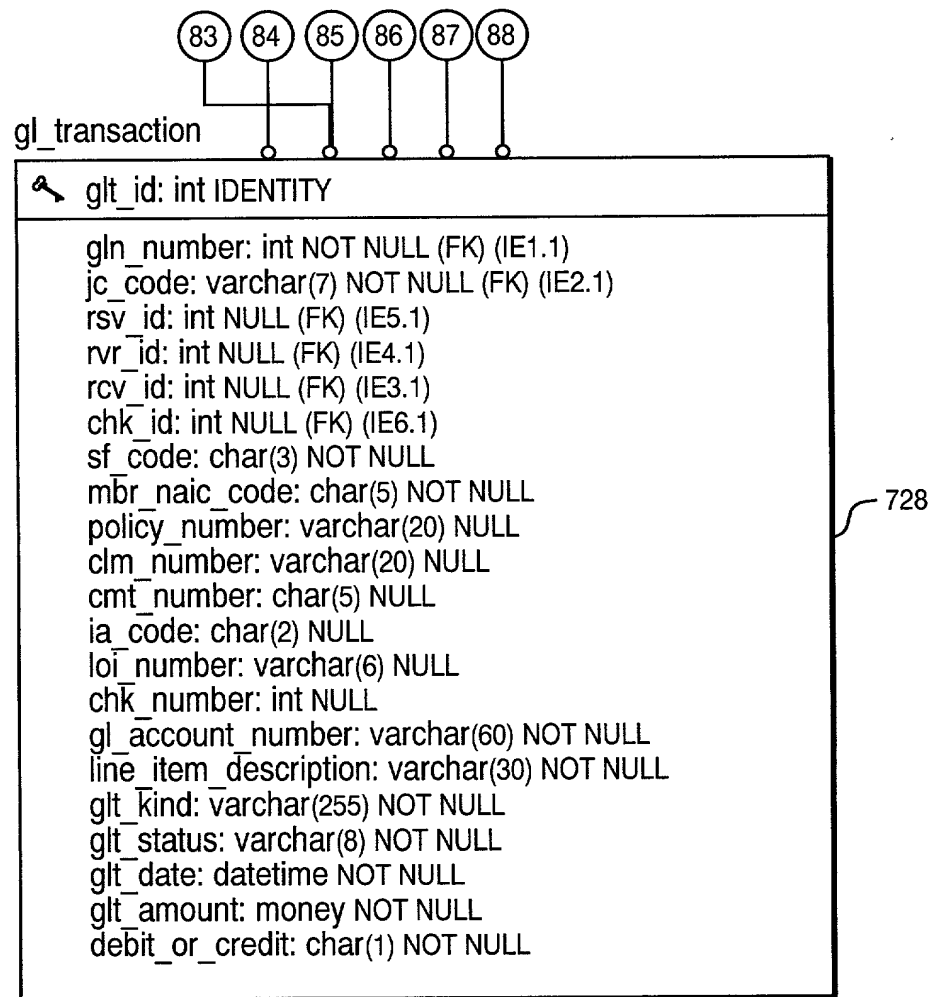 83 84 85 86 87 88
gl_transaction
glt_id: int IDENTITY
gln_number: int NOT NULL (FK) (IE1.1)
jc_code: varchar(7) NOT NULL (FK) (IE2.1)
rsv_id: int NULL (FK) (IE5.1)
rvr_id: int NULL (FK) (IE4.1)
rcv_id: int NULL (FK) (IE3.1)
chk_id: int NULL (FK) (IE6.1)
sf_code: char(3) NOT NULL
mbr_naic_code: char(5) NOT NULL
policy_number: varchar(20) NULL
clm_number: varchar(20) NULL
cmt_number: char(5) NULL
ia_code: char(2) NULL
loi_number: varchar(6) NULL
chk_number: int NULL
gl_account_number: varchar(60) NOT NULL
line_item_description: varchar(30) NOT NULL
glt_kind: varchar(255) NOT NULL
glt_status: varchar(8) NOT NULL
glt_date: datetime NOT NULL
glt_amount: money NOT NULL
debit_or_credit: char(1) NOT NULL
728